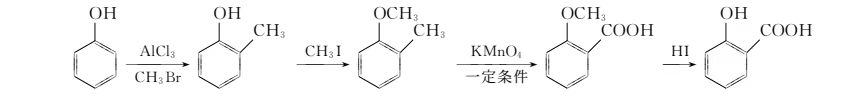 OH
OH
CH3
AlCl3
CH3Br
CH3I
OCH3
CH3
KMnO4
一定条件
OCH3
COOH
HI
OH
COOH